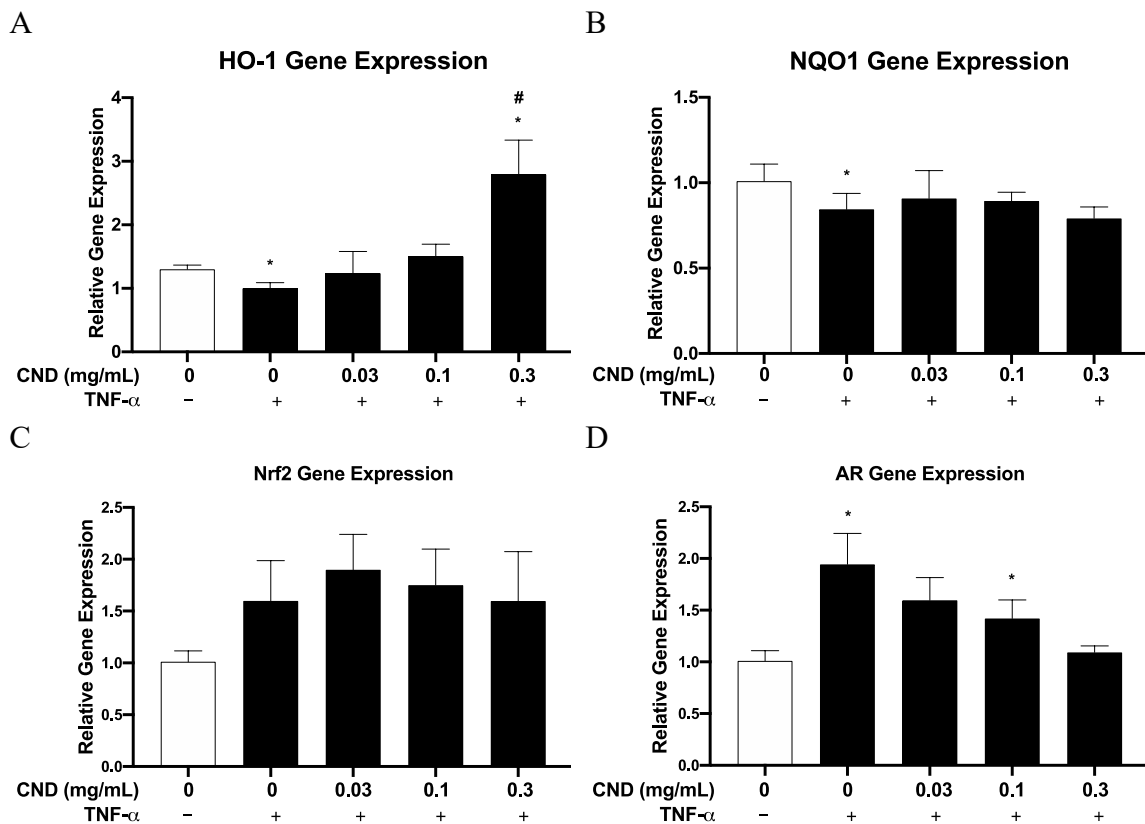 A
HO-1 Gene Expression
Relative Gene Expression
4
3
2
1
0
*
#
*
CND (mg/mL) 0 0 0.03 0.1 0.3
TNF-α – + + + +
B
NQO1 Gene Expression
Relative Gene Expression
1.5
1.0
0.5
0.0
*
CND (mg/mL) 0 0 0.03 0.1 0.3
TNF-α – + + + +
C
Nrf2 Gene Expression
Relative Gene Expression
2.5
2.0
1.5
1.0
0.5
0.0
CND (mg/mL) 0 0 0.03 0.1 0.3
TNF-α – + + + +
D
AR Gene Expression
Relative Gene Expression
2.5
2.0
1.5
1.0
0.5
0.0
*
*
CND (mg/mL) 0 0 0.03 0.1 0.3
TNF-α – + + + +